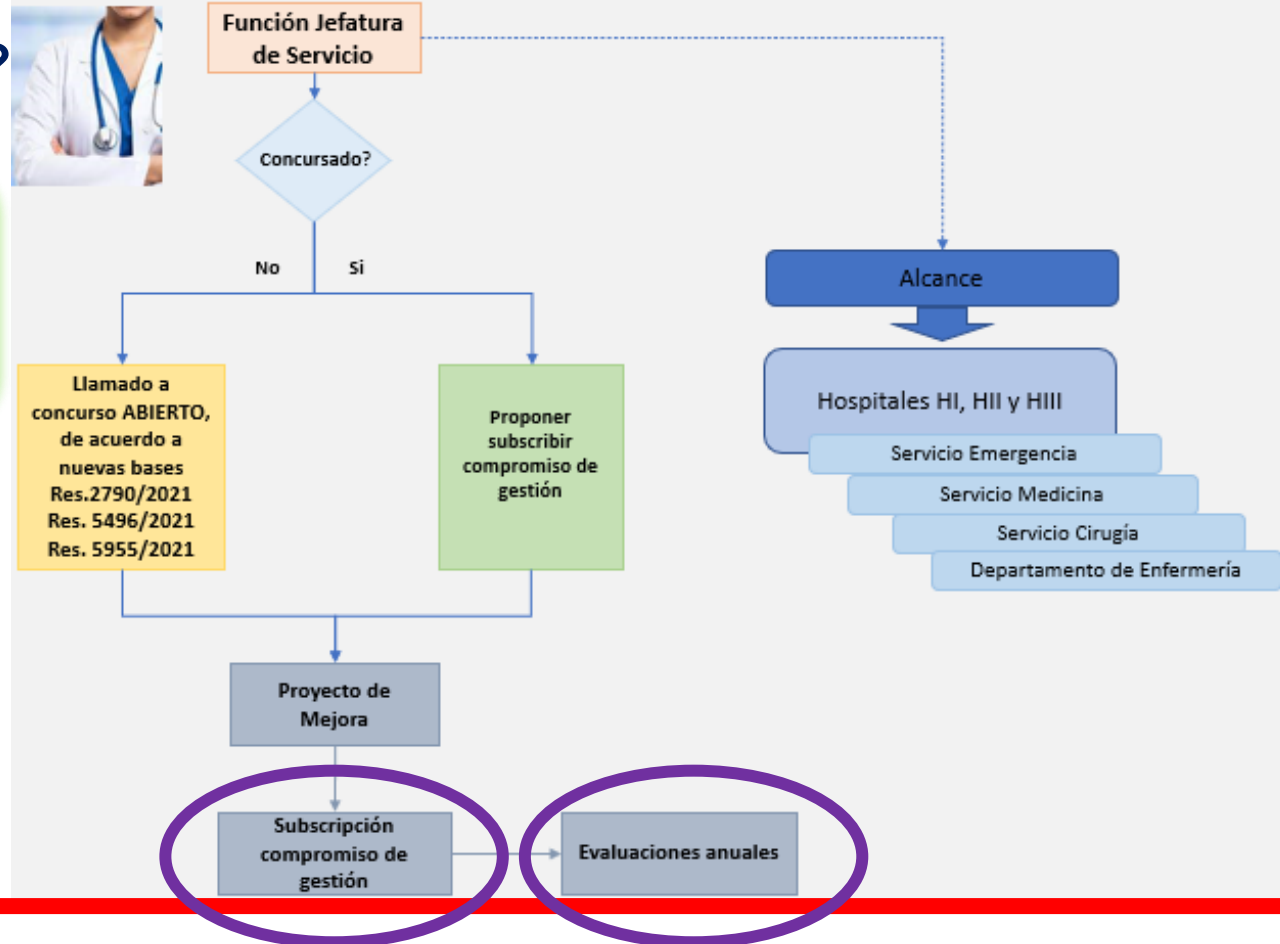 Función Jefatura
de Servicio
Concursado?
No
Si
Llamado a
concurso ABIERTO,
de acuerdo a
nuevas bases
Res.2790/2021
Res. 5496/2021
Res. 5955/2021
Proponer
subscribir
compromiso de
gestión
Proyecto de
Mejora
Subscripción
compromiso de
gestión
Evaluaciones anuales
Alcance
Hospitales HI, HII y HIII
Servicio Emergencia
Servicio Medicina
Servicio Cirugía
Departamento de Enfermería